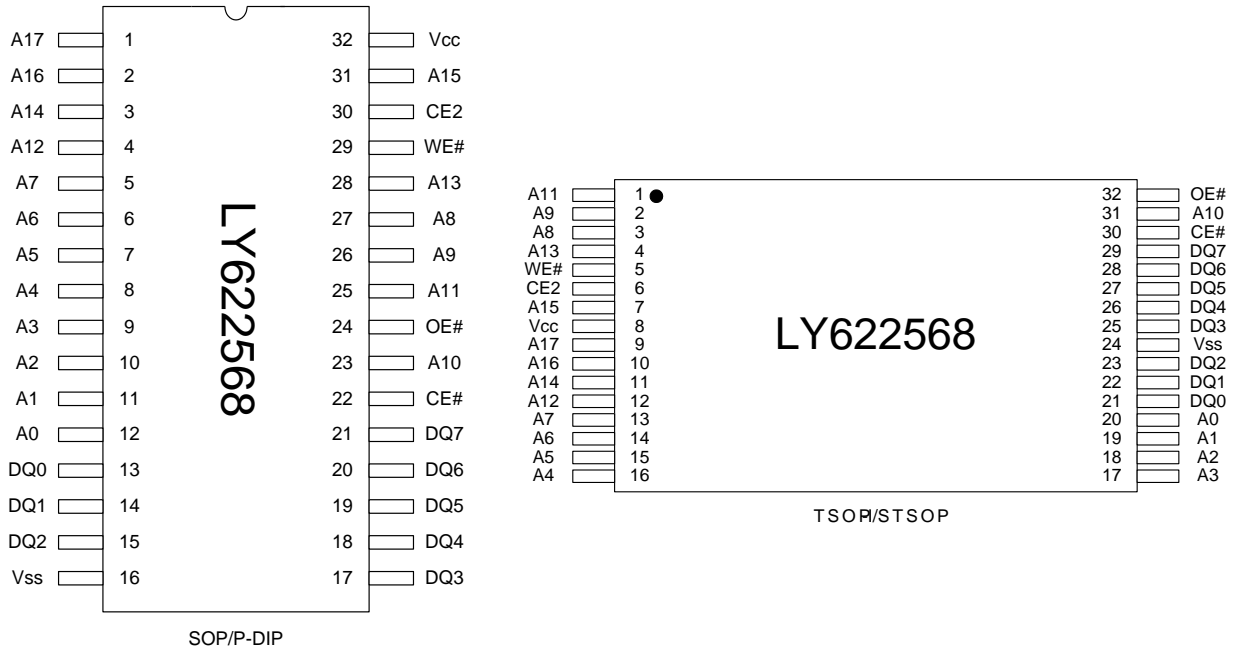 A17 1 32 Vcc
A16 2 31 A15
A14 3 30 CE2
A12 4 29 WE#
A7 5 28 A13
A6 6 27 A8
A5 7 26 A9
A4 8 25 A11
A3 9 24 OE#
A2 10 23 A10
A1 11 22 CE#
A0 12 21 DQ7
DQ0 13 20 DQ6
DQ1 14 19 DQ5
DQ2 15 18 DQ4
Vss 16 17 DQ3
LY622568
SOP/P-DIP
A11 1 32 OE#
A9 2 31 A10
A8 3 30 CE#
A13 4 29 DQ7
WE# 5 28 DQ6
CE2 6 27 DQ5
A15 7 26 DQ4
Vcc 8 25 DQ3
A17 9 24 Vss
A16 10 23 DQ2
A14 11 22 DQ1
A12 12 21 DQ0
A7 13 20 A0
A6 14 19 A1
A5 15 18 A2
A4 16 17 A3
LY622568
TSOPI/STSOP